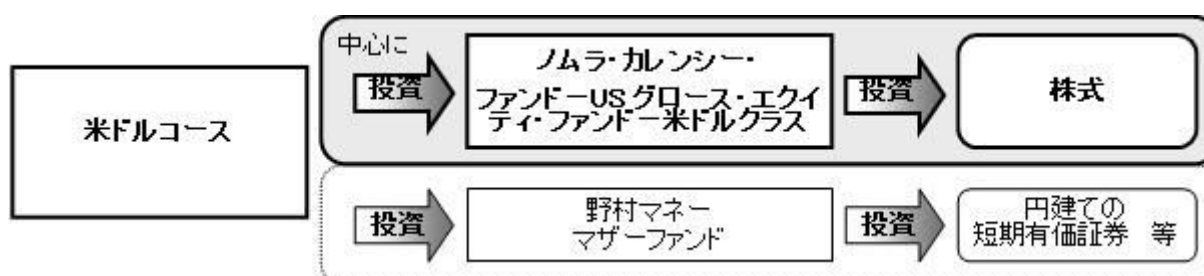 米ドルコース
中心に
投資
ノムラ・カレンシー・
ファンド－USグロース・エクイ
ティ・ファンド－米ドルクラス
投資
株式
投資
野村マネー
マザーファンド
投資
円建ての
短期有価証券　等